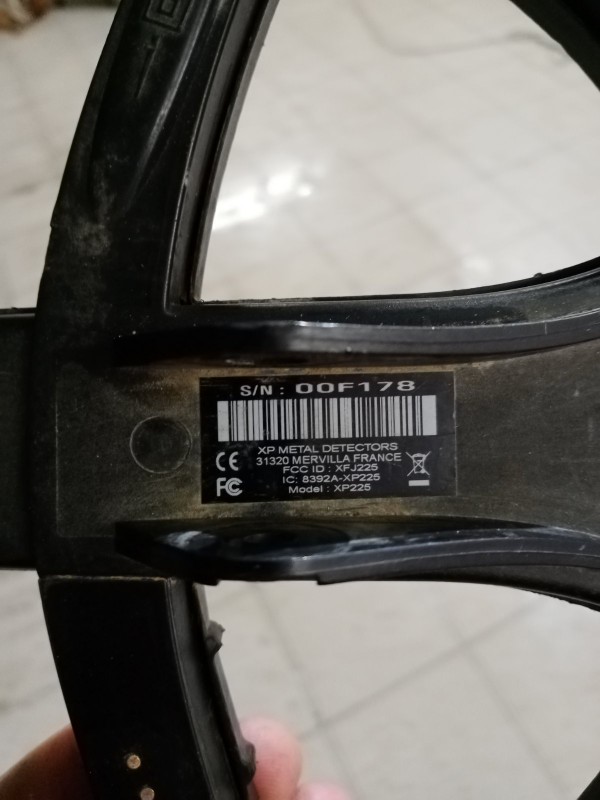 S/N : 00F178
XP METAL DETECTORS
31320 MERVILLA FRANCE
CE
FCC ID : XFJ225
IC: 8392A-XP225
FC
Model : XP225